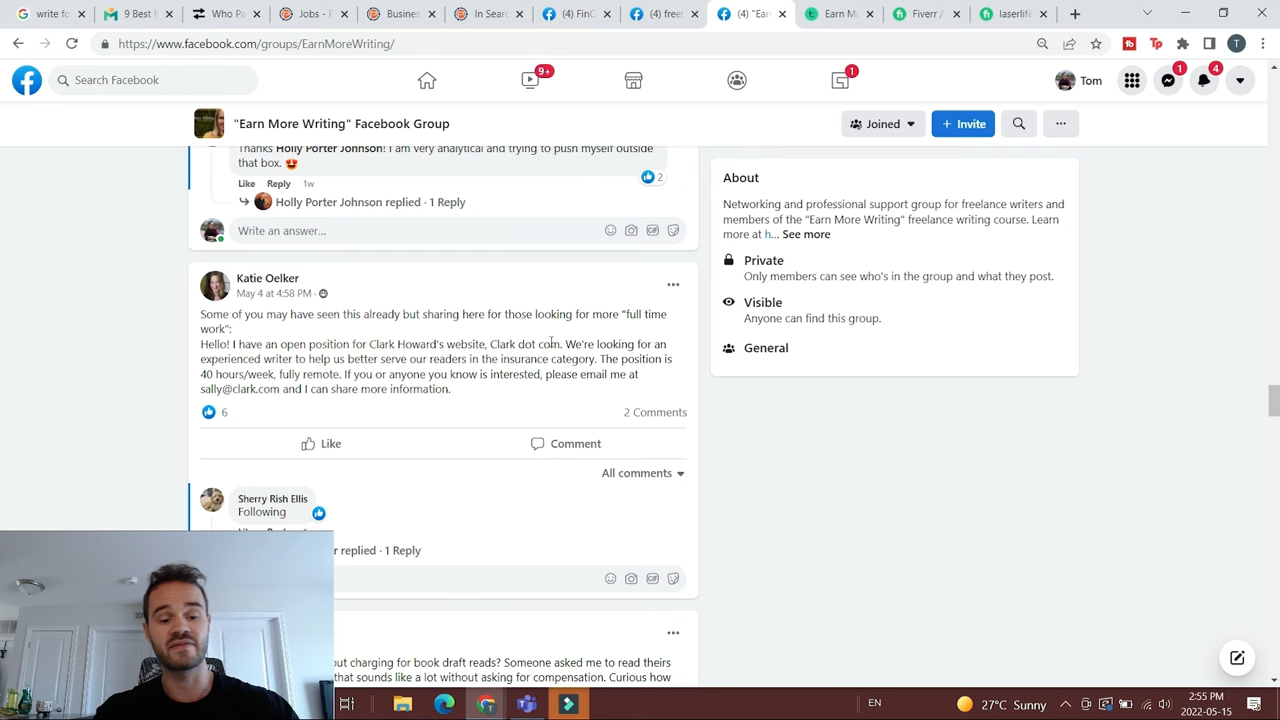 write fo
9 Best M
Who Pa
Jobs - P
Busines
In Searc
(4) FinC
(4) freel
(4) "Ear
Earn Mo
Fiverr /
laserlife
https://www.facebook.com/groups/EarnMoreWriting/
T
Search Facebook
9+
1
Tom
1
4
"Earn More Writing" Facebook Group
Joined
+ Invite
Thanks Holly Porter Johnson! I am very analytical and trying to push myself outside
that box.
2
Like Reply 1w
Holly Porter Johnson replied · 1 Reply
Write an answer...
Katie Oelker
May 4 at 4:58 PM ·
Some of you may have seen this already but sharing here for those looking for more "full time
work":
Hello! I have an open position for Clark Howard's website, Clark dot com. We're looking for an
experienced writer to help us better serve our readers in the insurance category. The position is
40 hours/week, fully remote. If you or anyone you know is interested, please email me at
sally@clark.com and I can share more information.
6
2 Comments
Like
Comment
All comments
Sherry Rish Ellis
Following
replied · 1 Reply
out charging for book draft reads? Someone asked me to read theirs
that sounds like a lot without asking for compensation. Curious how
About
Networking and professional support group for freelance writers and
members of the "Earn More Writing" freelance writing course. Learn
more at h... See more
Private
Only members can see who's in the group and what they post.
Visible
Anyone can find this group.
General
EN
27°C Sunny
2:55 PM
2022-05-15